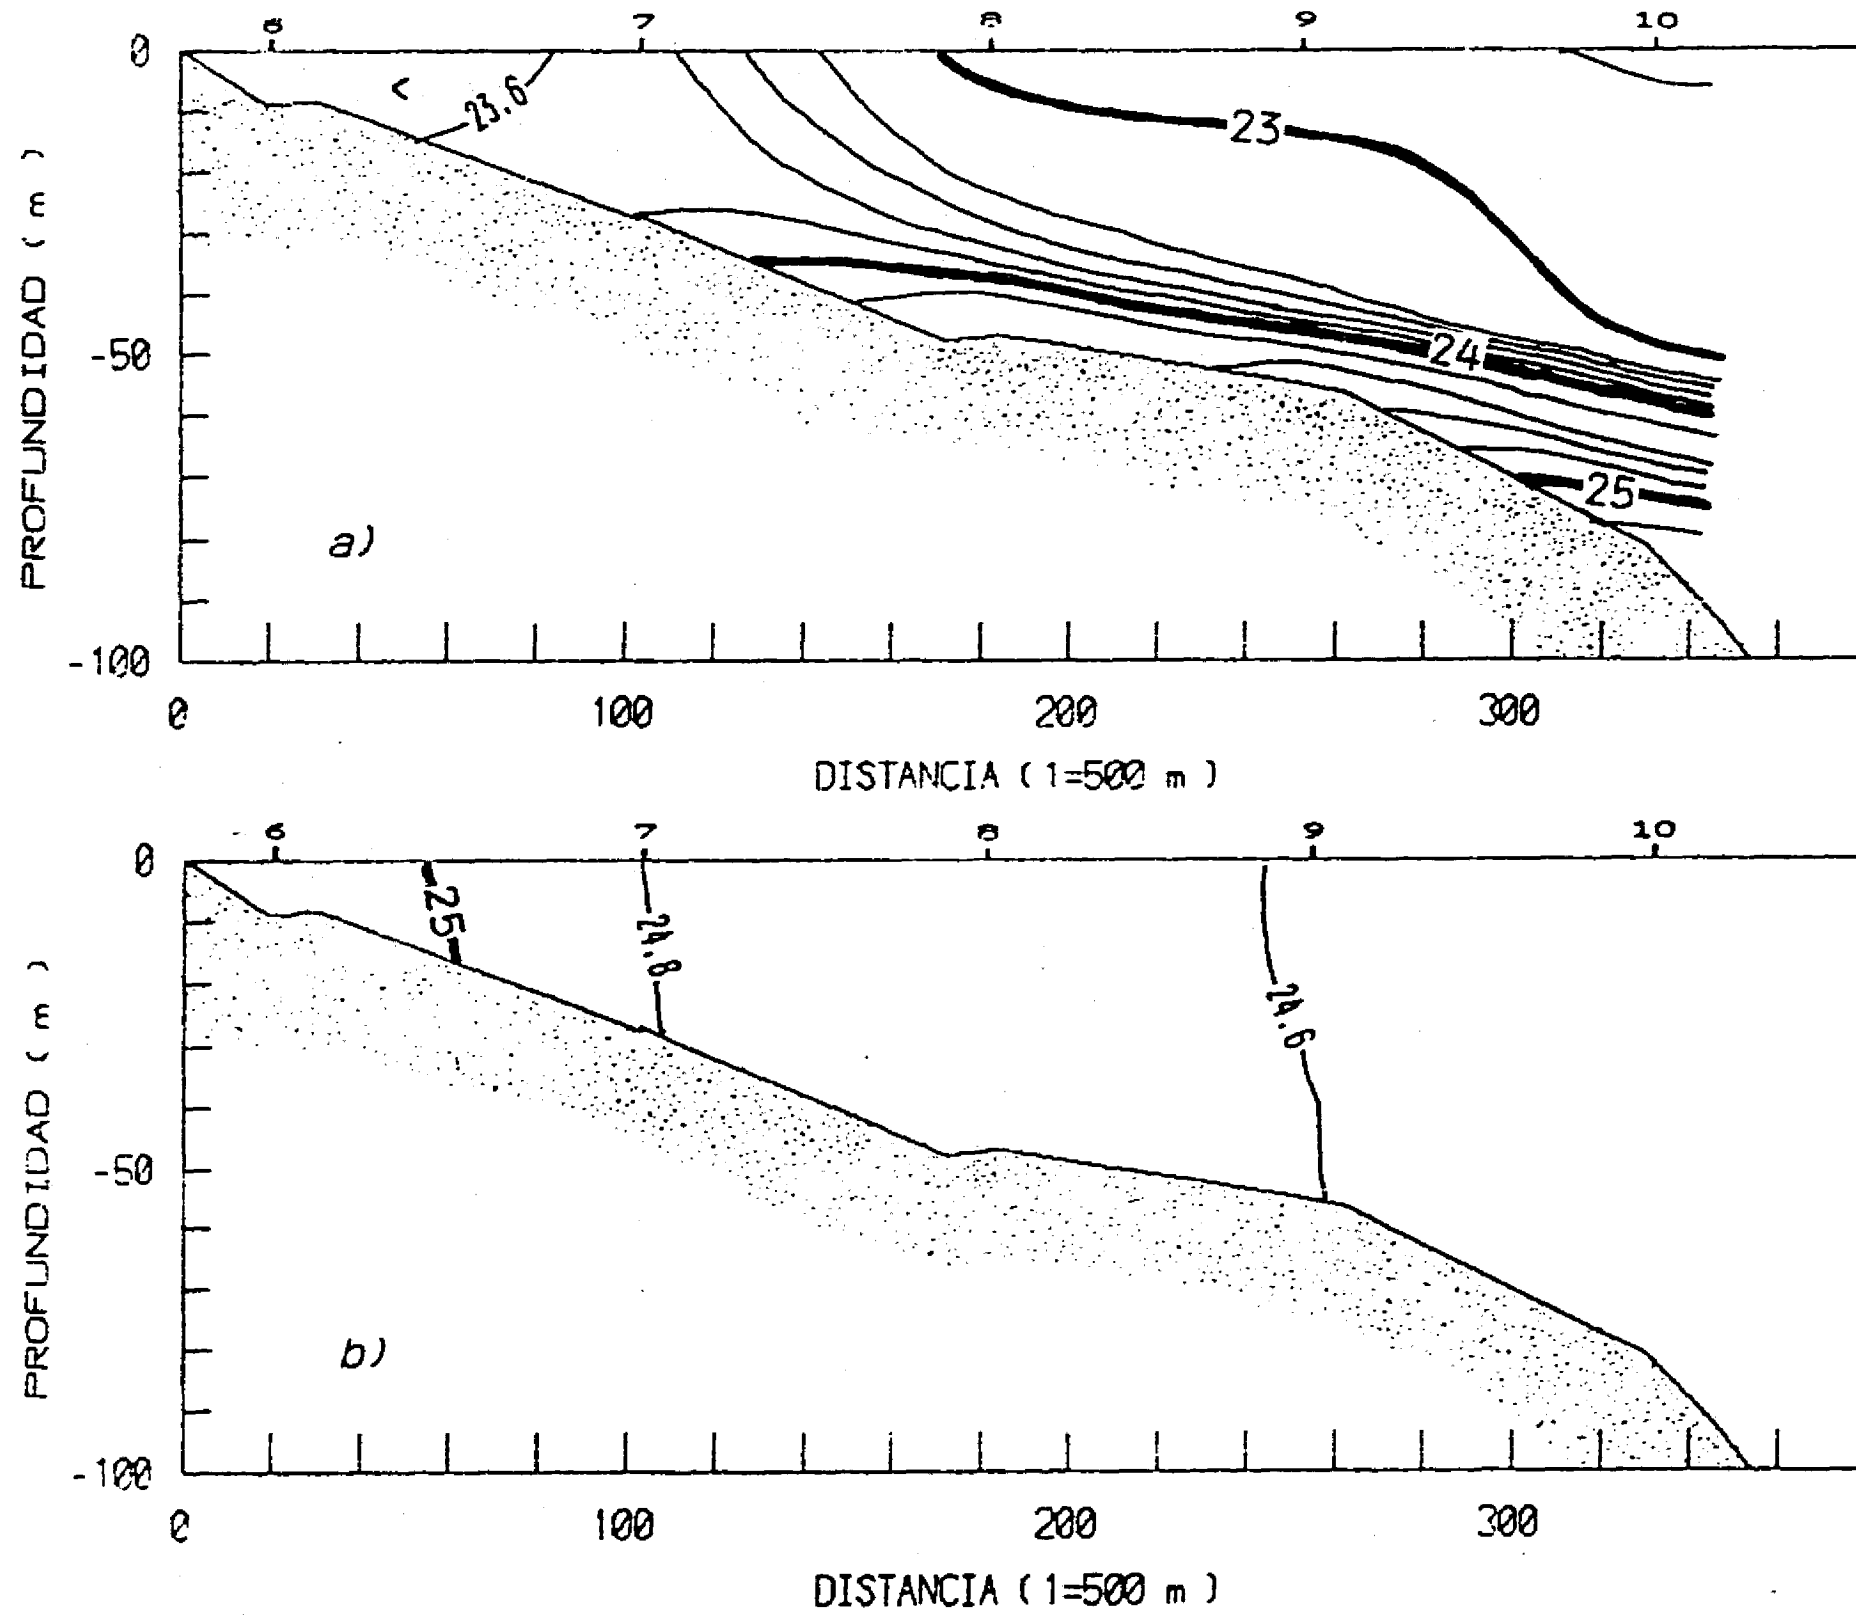 6 7 8 9 10
0
<
23.6
23
24
-50
25
a)
-100
0 100 200 300
PROFUNDIDAD ( m )
DISTANCIA ( 1=500 m )
6 7 8 9 10
0
25
24.8
24.6
-50
b)
-100
0 100 200 300
PROFUNDIDAD ( m )
DISTANCIA ( 1=500 m )